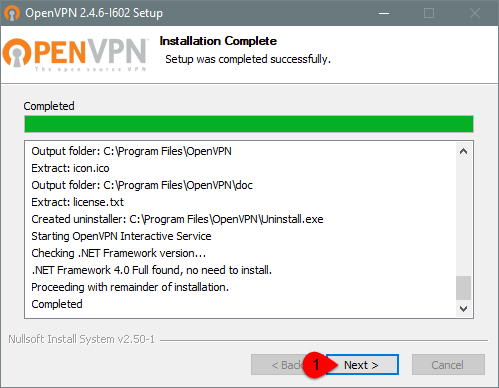 OpenVPN 2.4.6-I602 Setup
OPENVPN
The open source VPN
Installation Complete
Setup was completed successfully.
Completed
Output folder: C:\Program Files\OpenVPN
Extract: icon.ico
Output folder: C:\Program Files\OpenVPN\doc
Extract: license.txt
Created uninstaller: C:\Program Files\OpenVPN\Uninstall.exe
Starting OpenVPN Interactive Service
Checking .NET Framework version...
.NET Framework 4.0 Full found, no need to install.
Proceeding with remainder of installation.
Completed
Nullsoft Install System v2.50-1
< Back 1 Next > Cancel